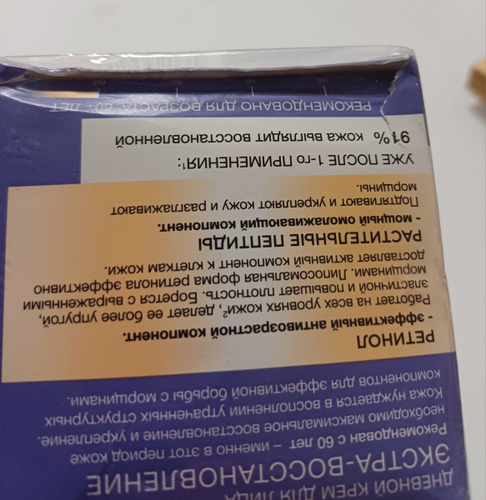 ДНЕВНОЙ КРЕМ ДЛЯ ЛИЦА
ЭКСТРА-ВОССТАНОВЛЕНИЕ
Рекомендован с 60 лет – именно в этот период коже
необходимо максимальное восстановление и укрепление.
Кожа нуждается в восполнении утраченных структурных
компонентов для эффективной борьбы с морщинами.
РЕТИНОЛ
- эффективный антивозрастной компонент.
Работает на всех уровнях кожи², делает ее более упругой,
эластичной и повышает плотность. Борется с выраженными
морщинами. Липосомальная форма ретинола эффективно
доставляет активный компонент к клеткам кожи.
РАСТИТЕЛЬНЫЕ ПЕПТИДЫ
- мощный омолаживающий компонент.
Подтягивают и укрепляют кожу и разглаживают
морщины.
УЖЕ ПОСЛЕ 1-го ПРИМЕНЕНИЯ¹:
91% КОЖА ВЫГЛЯДИТ ВОССТАНОВЛЕННОЙ
РЕКОМЕНДОВАНО ДЛЯ ВОЗРАСТА: 60+ ЛЕТ